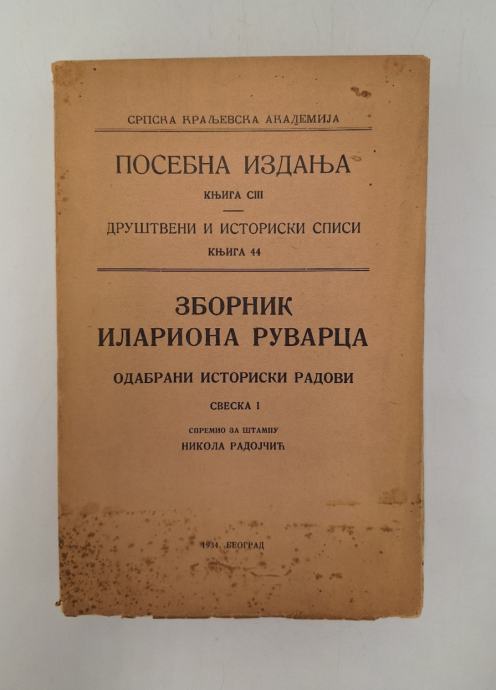 СРПСКА КРАЉЕВСКА АКАДЕМИЈА
ПОСЕБНА ИЗДАЊА
КЊИГА CIII
ДРУШТВЕНИ И ИСТОРИСКИ СПИСИ
КЊИГА 44
ЗБОРНИК
ИЛАРИОНА РУВАРЦА
ОДАБРАНИ ИСТОРИСКИ РАДОВИ
СВЕСКА I
СПРЕМИО ЗА ШТАМПУ
НИКОЛА РАДОЈЧИЋ
1934, БЕОГРАД